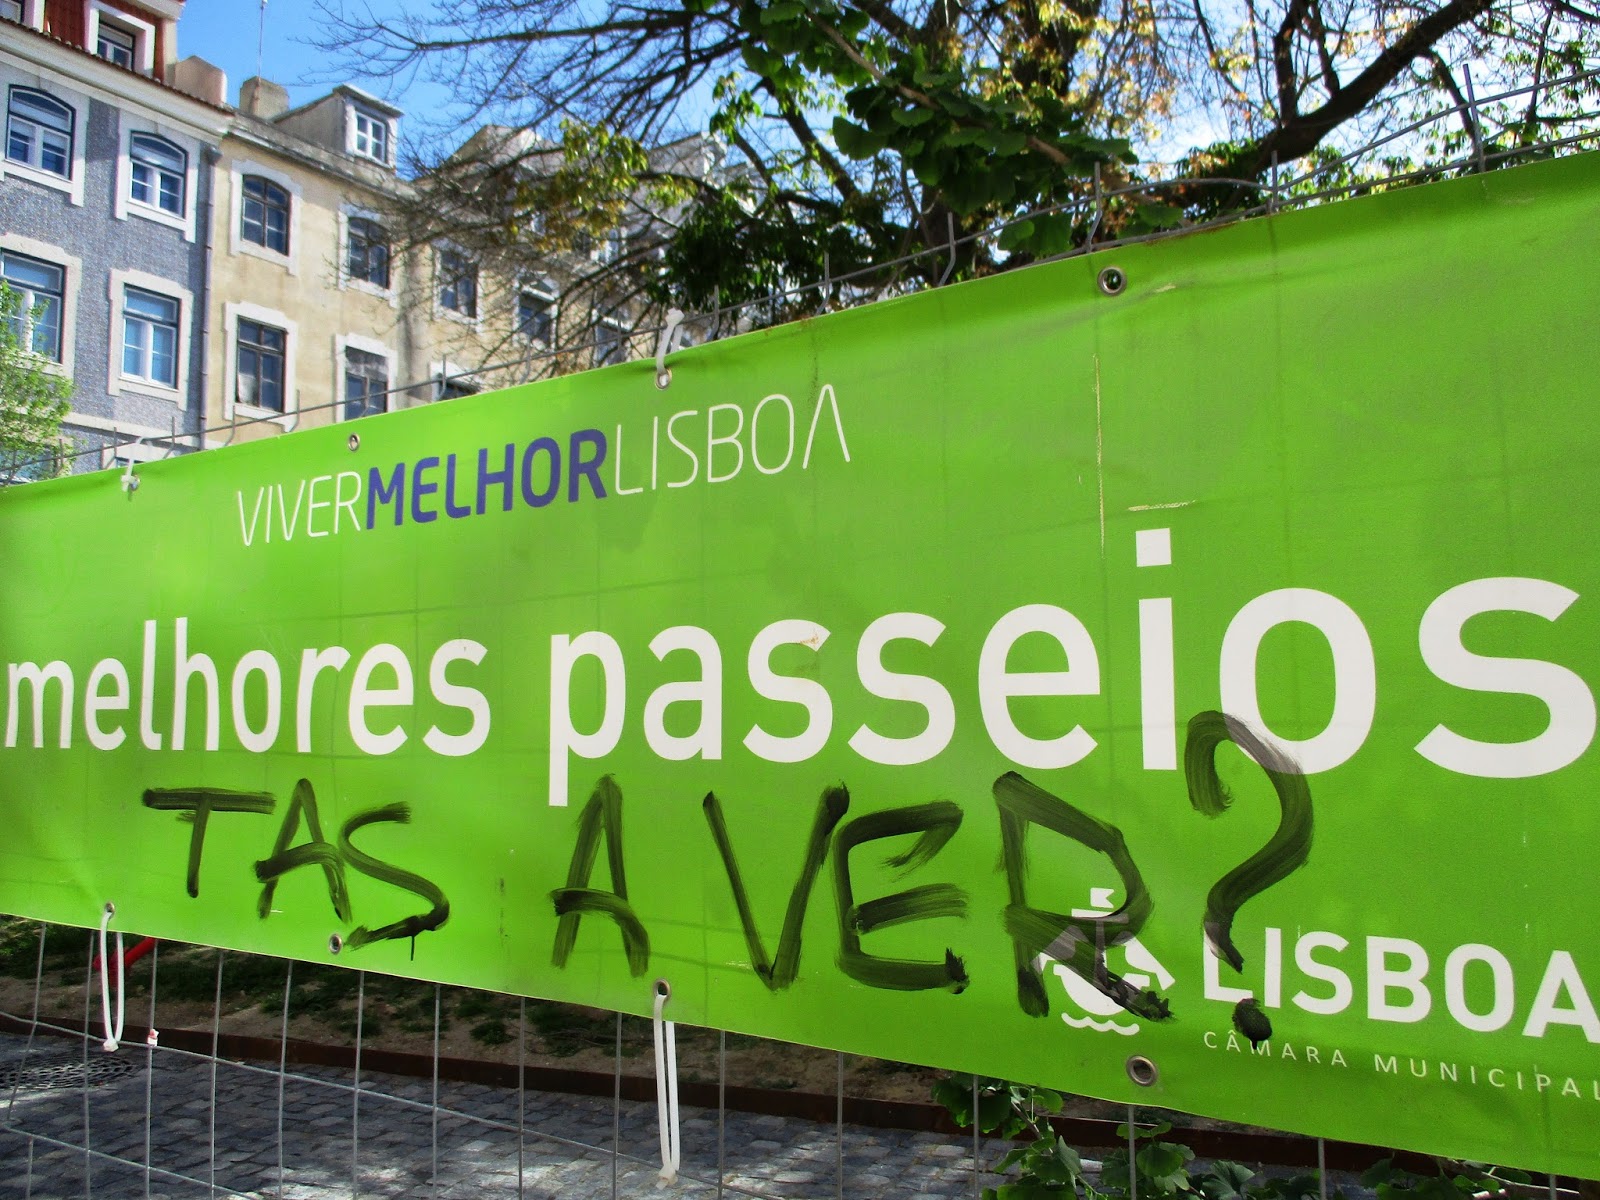 VIVERMELHORLISBOA
melhores passeios
TAS A VER?
LISBOA
CÂMARA MUNICIPAL